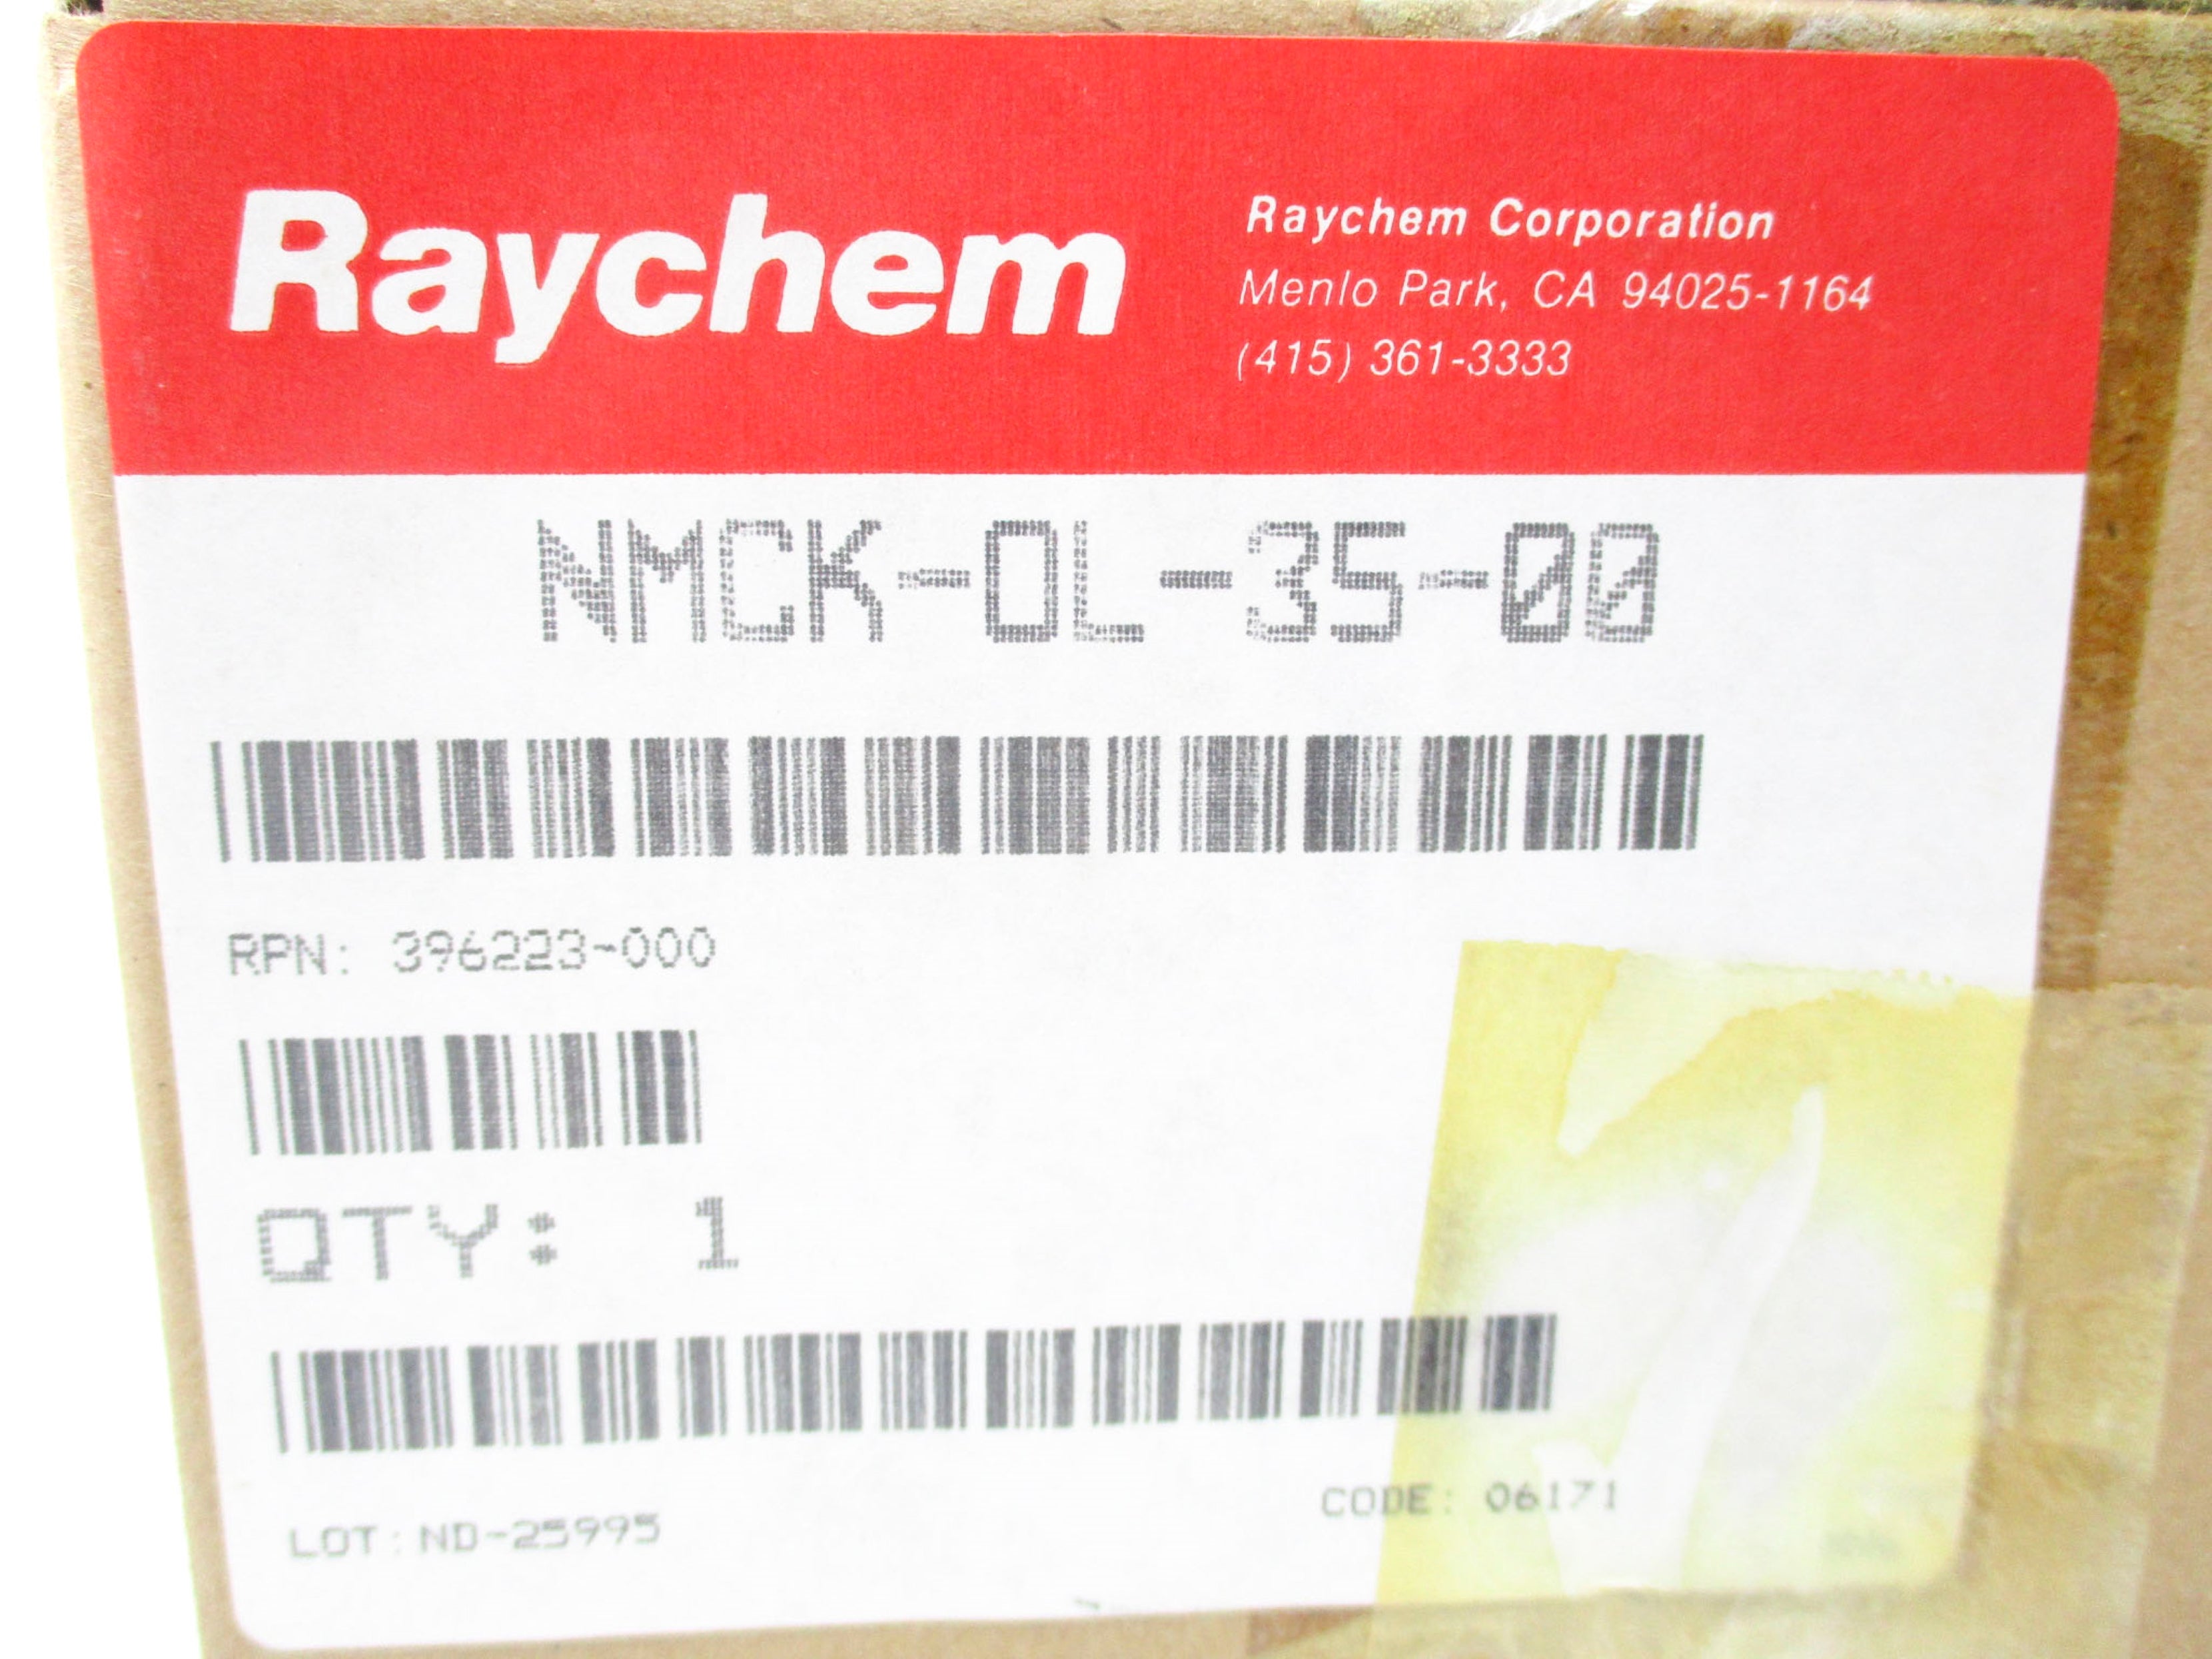 Raychem
Raychem Corporation
Menlo Park, CA 94025-1164
(415) 361-3333
NMCK-OL-35-00
RPN: 396223-000
QTY: 1
CODE: 06171
LOT: ND-25995